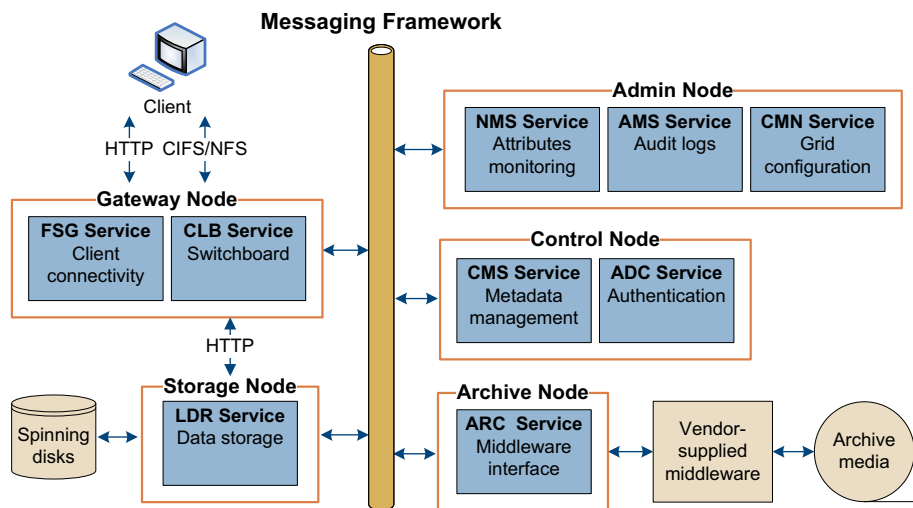 Messaging Framework
Client
HTTP
CIFS/NFS
Gateway Node
FSG Service
Client
connectivity
CLB Service
Switchboard
HTTP
Storage Node
LDR Service
Data storage
Spinning
disks
Admin Node
NMS Service
Attributes
monitoring
AMS Service
Audit logs
CMN Service
Grid
configuration
Control Node
CMS Service
Metadata
management
ADC Service
Authentication
Archive Node
ARC Service
Middleware
interface
Vendor-
supplied
middleware
Archive
media